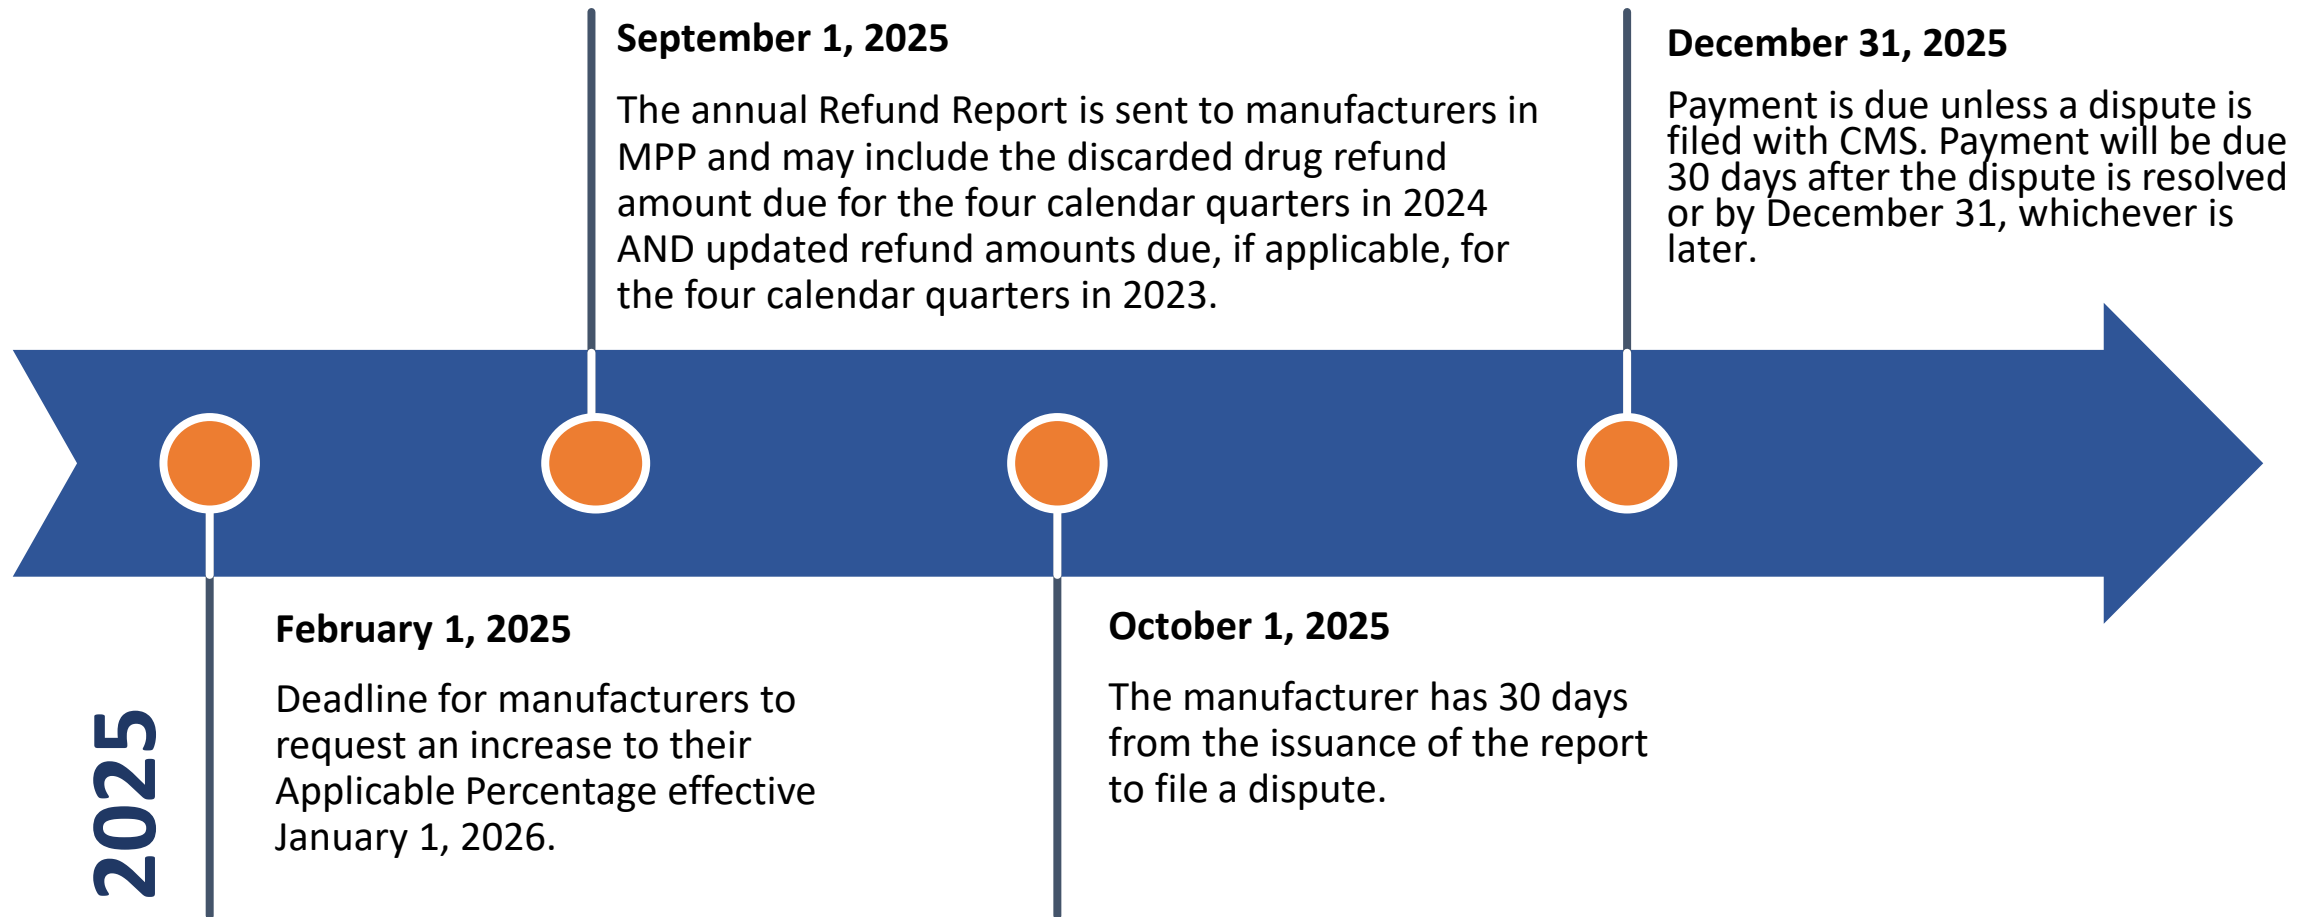 September 1, 2025
The annual Refund Report is sent to manufacturers in
MPP and may include the discarded drug refund
amount due for the four calendar quarters in 2024
AND updated refund amounts due, if applicable, for
the four calendar quarters in 2023.
December 31, 2025
Payment is due unless a dispute is
filed with CMS. Payment will be due
30 days after the dispute is resolved
or by December 31, whichever is
later.
2025
February 1, 2025
Deadline for manufacturers to
request an increase to their
Applicable Percentage effective
January 1, 2026.
October 1, 2025
The manufacturer has 30 days
from the issuance of the report
to file a dispute.